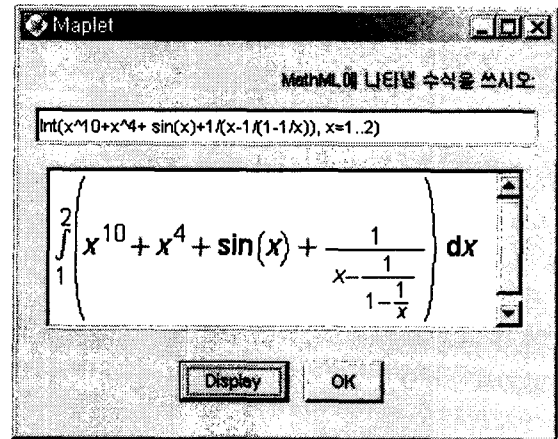 Maplet
MathML에 나타낼 수식을 쓰시오:
Int(x^10+x^4+ sin(x)+1/(x-1/(1-1/x)), x=1..2)
∫₁²(x¹⁰ + x⁴ + sin(x) + 1/(x − 1/(1 − 1/x))) dx
Display OK